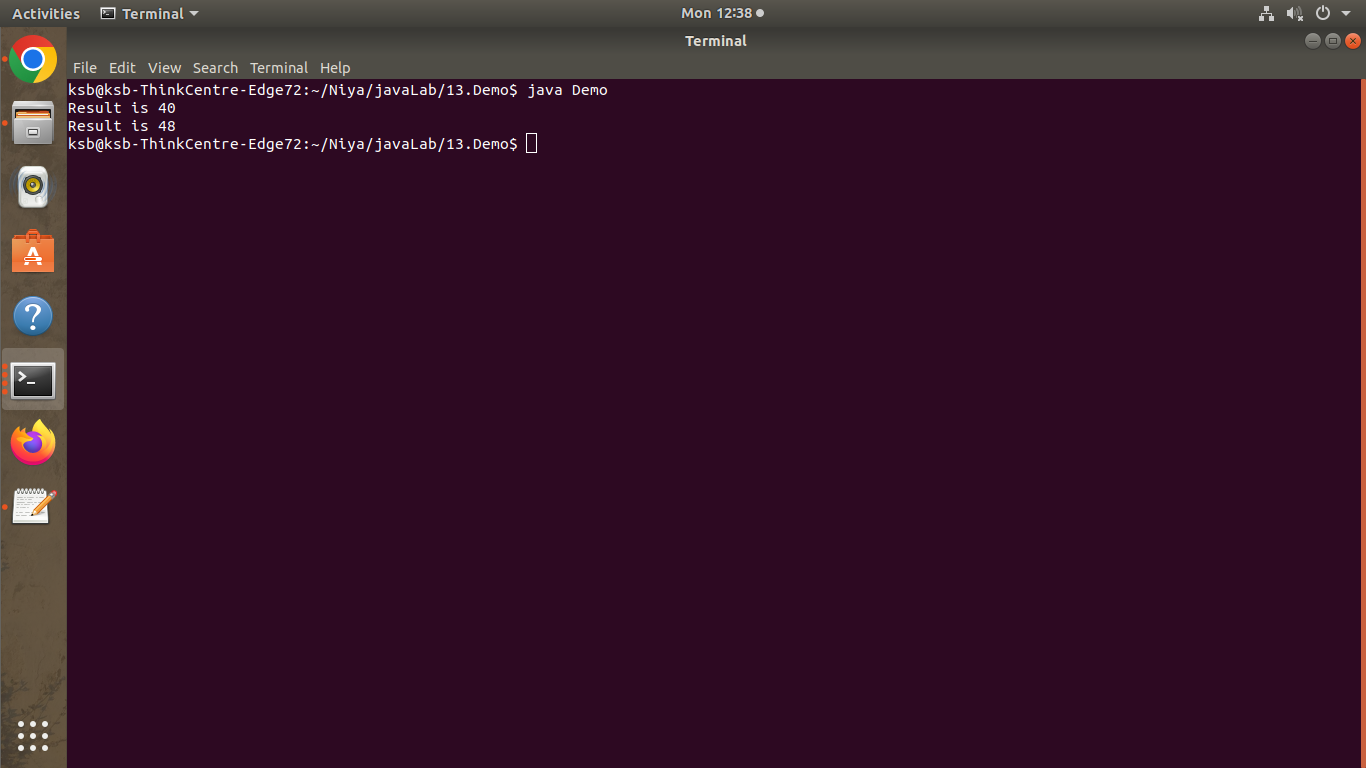 Activities Terminal Mon 12:38
Terminal
File Edit View Search Terminal Help
ksb@ksb-ThinkCentre-Edge72:~/Niya/javaLab/13.Demo$ java Demo
Result is 40
Result is 48
ksb@ksb-ThinkCentre-Edge72:~/Niya/javaLab/13.Demo$